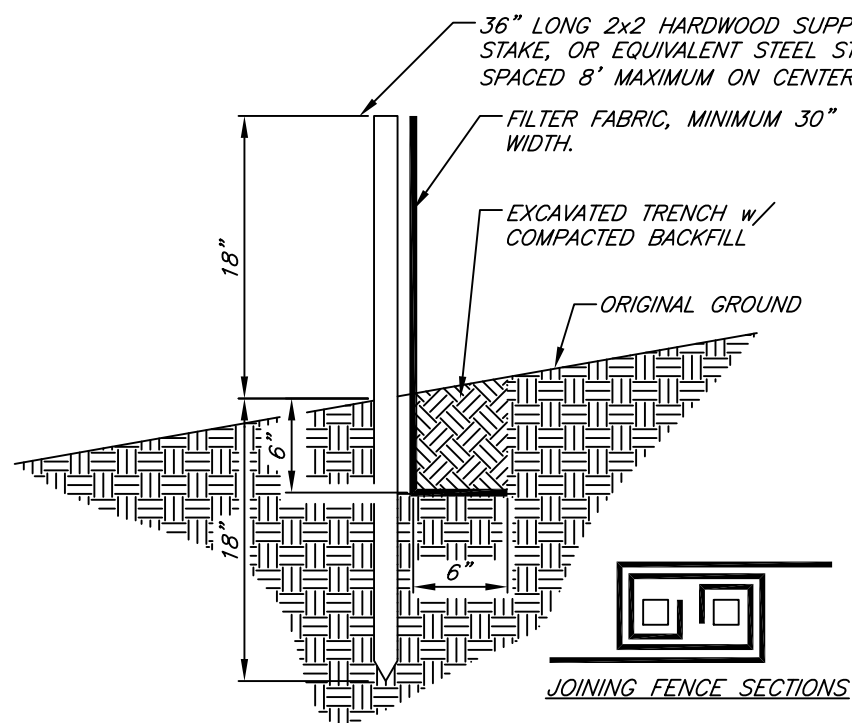 36” LONG 2x2 HARDWOOD SUPP
STAKE, OR EQUIVALENT STEEL ST
SPACED 8’ MAXIMUM ON CENTER
FILTER FABRIC, MINIMUM 30”
WIDTH.
EXCAVATED TRENCH w/
COMPACTED BACKFILL
ORIGINAL GROUND
18”
6”
18”
6”
JOINING FENCE SECTIONS